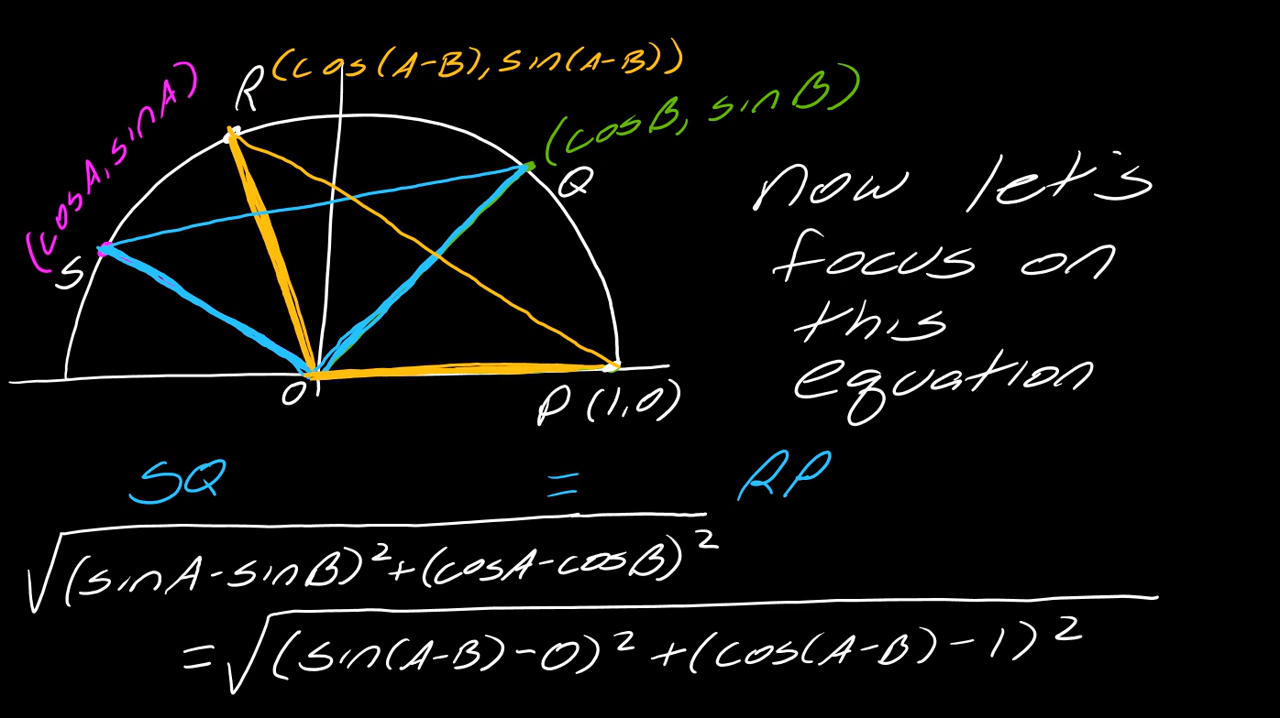 R (cos(A-B), sin(A-B))
(cosA, sinA)
(cosB, sinB)
Q
S
O
P (1,0)
now let's
focus on
this
equation
SQ = RP
√(sinA-sinB)²+(cosA-cosB)²
=√(sin(A-B)-0)²+(cos(A-B)-1)²